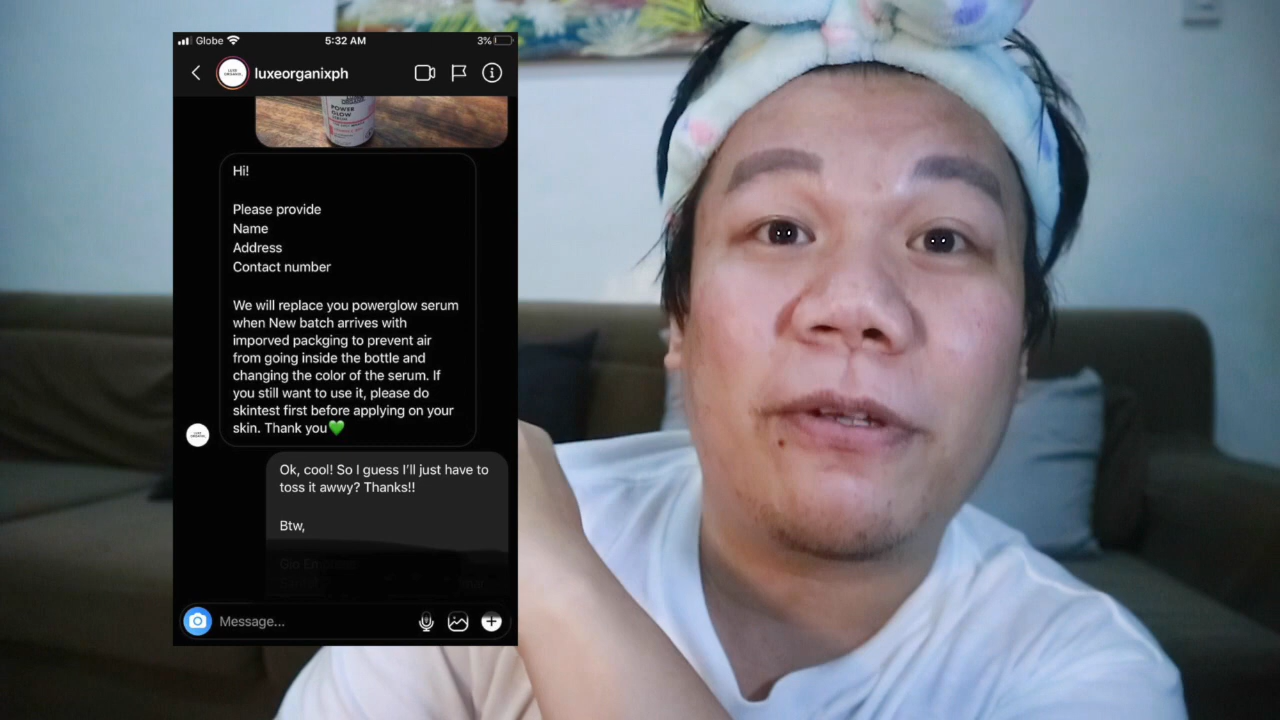 Globe
5:32 AM
3%
luxeorganixph
POWER
GLOW
Hi!
Please provide
Name
Address
Contact number
We will replace you powerglow serum
when New batch arrives with
imporved packging to prevent air
from going inside the bottle and
changing the color of the serum. If
you still want to use it, please do
skintest first before applying on your
skin. Thank you💚
Ok, cool! So I guess I'll just have to
toss it awwy? Thanks!!
Btw,
Message...